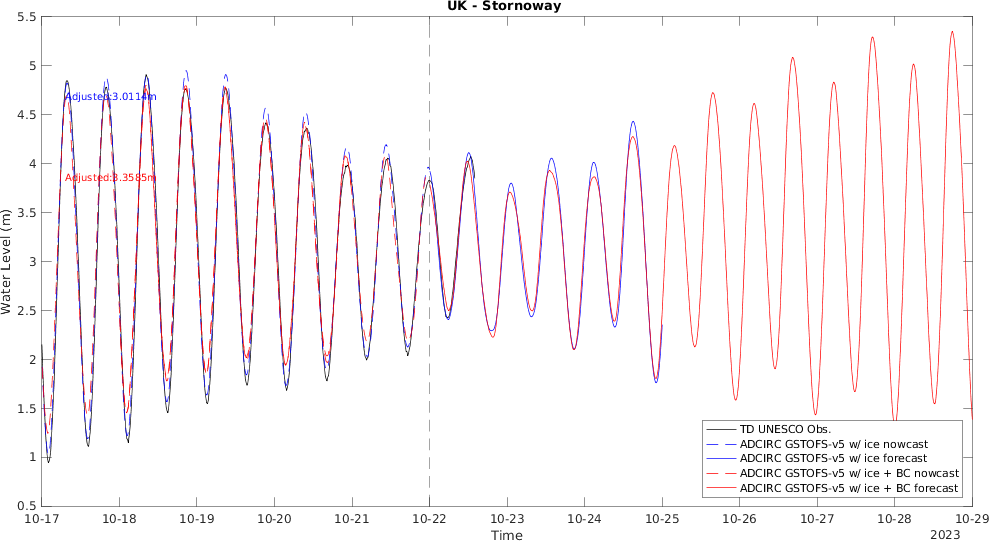 UK - Stornoway
5.5
5
4.5
4
3.5
3
2.5
2
1.5
1
0.5
Water Level (m)
Adjusted:3.0114m
Adjusted:3.3585m
TD UNESCO Obs.
ADCIRC GSTOFS-v5 w/ ice nowcast
ADCIRC GSTOFS-v5 w/ ice forecast
ADCIRC GSTOFS-v5 w/ ice + BC nowcast
ADCIRC GSTOFS-v5 w/ ice + BC forecast
10-17 10-18 10-19 10-20 10-21 10-22 10-23 10-24 10-25 10-26 10-27 10-28 10-29
Time
2023